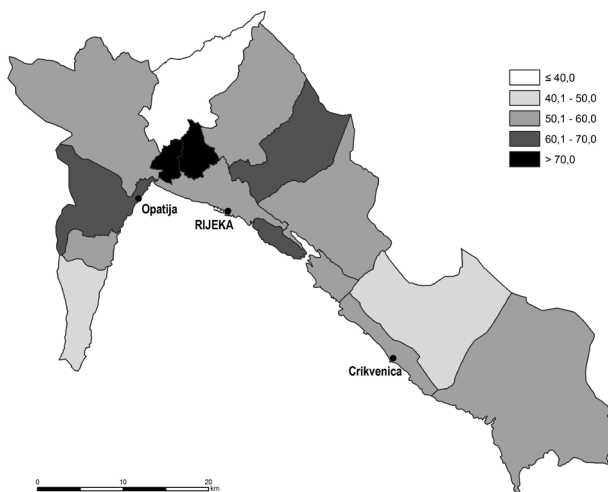 ≤ 40,0
40,1 - 50,0
50,1 - 60,0
60,1 - 70,0
> 70,0
Opatija
RIJEKA
Crikvenica
0 10 20
km